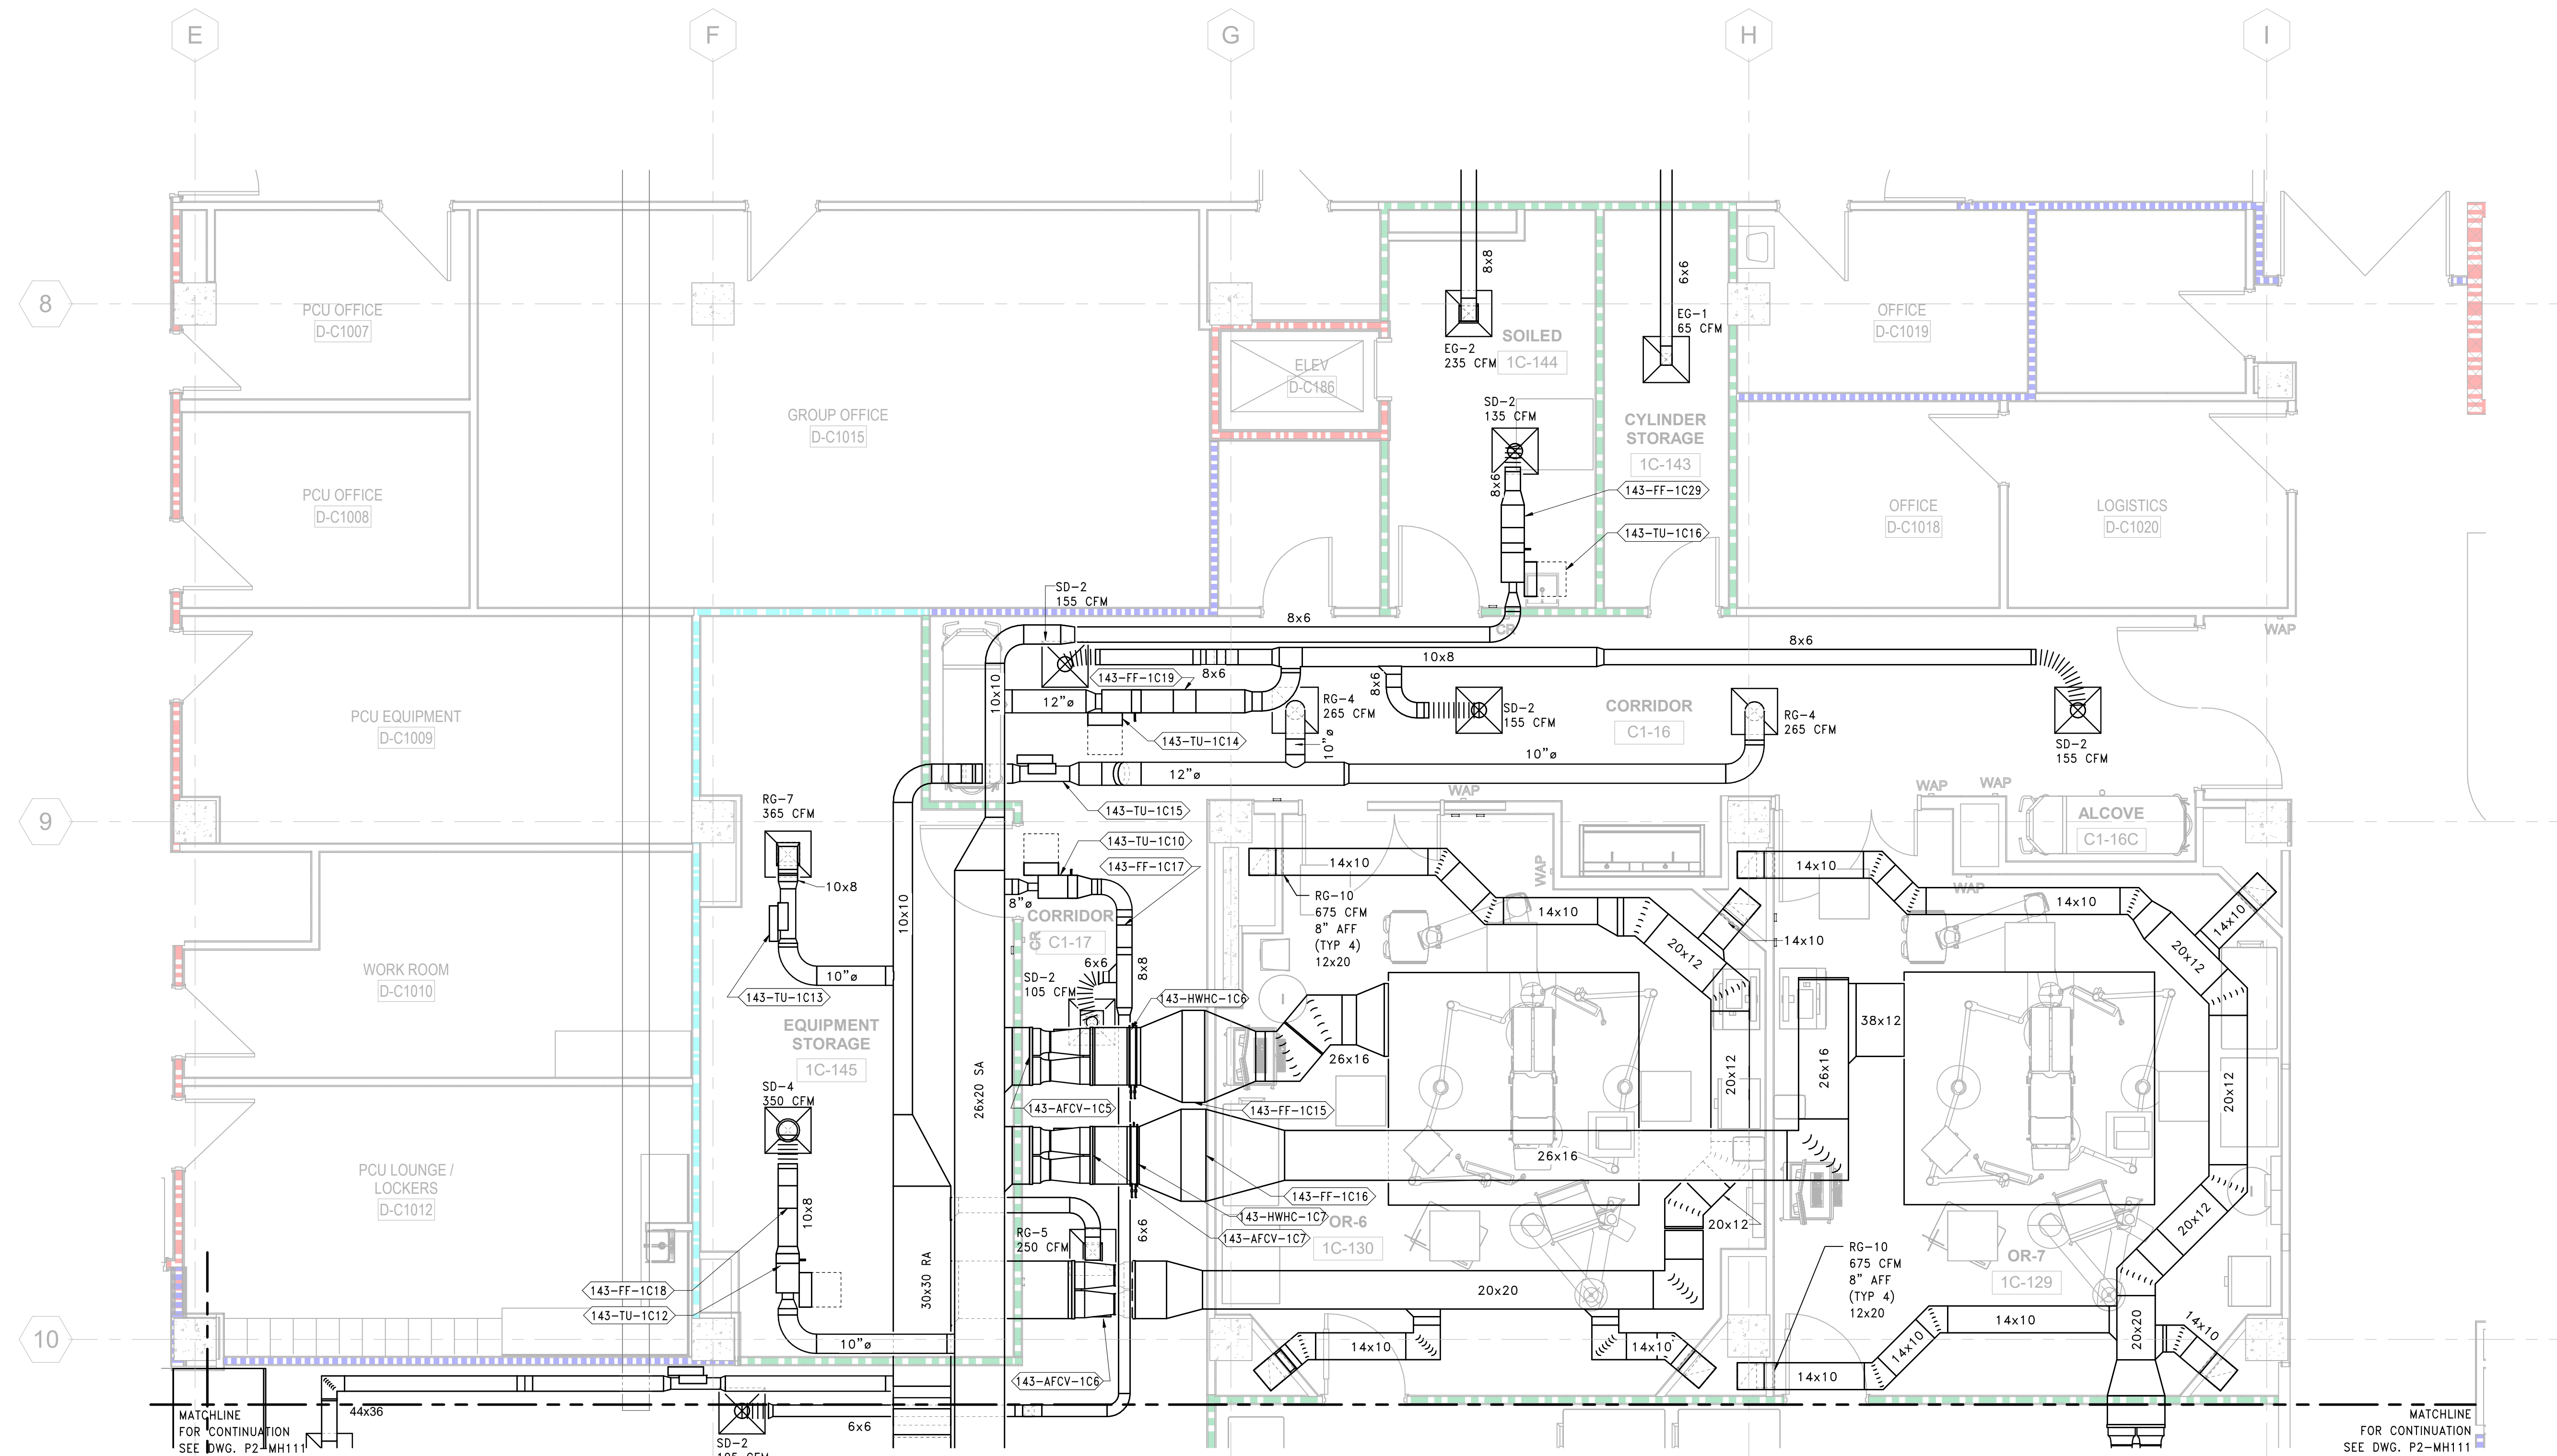 E
F
G
H
I
8
9
10
PCU OFFICE
D-C1007
PCU OFFICE
D-C1008
GROUP OFFICE
D-C1015
ELEV
D-C186
8x8
EG-2
235 CFM
SOILED
1C-144
6x6
EG-1
65 CFM
SD-2
135 CFM
8x6
CYLINDER
STORAGE
1C-143
143-FF-1C29
143-TU-1C16
OFFICE
D-C1019
OFFICE
D-C1018
LOGISTICS
D-C1020
SD-2
155 CFM
8x6
CR
WAP
10x8
8x6
8x6
143-FF-1C19
10x10
12"ø
8x6
RG-4
265 CFM
SD-2
155 CFM
CORRIDOR
C1-16
RG-4
265 CFM
SD-2
155 CFM
143-TU-1C14
10"ø
10"ø
12"ø
143-TU-1C15
PCU EQUIPMENT
D-C1009
RG-7
365 CFM
10x8
10x10
143-TU-1C10
143-FF-1C17
8"ø
CORRIDOR
C1-17
CR
WAP
WAP
WAP
WAP
WAP
ALCOVE
C1-16C
14x10
RG-10
675 CFM
8" AFF
(TYP 4)
12x20
14x10
20x12
14x10
14x10
14x10
20x12
14x10
WORK ROOM
D-C1010
10"ø
143-TU-1C13
6x6
8x8
SD-2
105 CFM
143-HWHC-1C6
EQUIPMENT
STORAGE
1C-145
26x20 SA
26x16
20x12
26x16
38x12
20x12
SD-4
350 CFM
143-AFCV-1C5
143-FF-1C15
26x16
PCU LOUNGE /
LOCKERS
D-C1012
10x8
143-FF-1C16
143-HWHC-1C7
143-AFCV-1C7
OR-6
1C-130
20x12
20x12
RG-5
250 CFM
6x6
RG-10
675 CFM
8" AFF
(TYP 4)
12x20
OR-7
1C-129
143-FF-1C18
143-TU-1C12
30x30 RA
20x20
10"ø
14x10
14x10
14x10
14x10
20x20
14x10
14x10
143-AFCV-1C6
44x36
6x6
SD-2
MATCHLINE
FOR CONTINUATION
SEE DWG. P2-MH111
MATCHLINE
FOR CONTINUATION
SEE DWG. P2-MH111